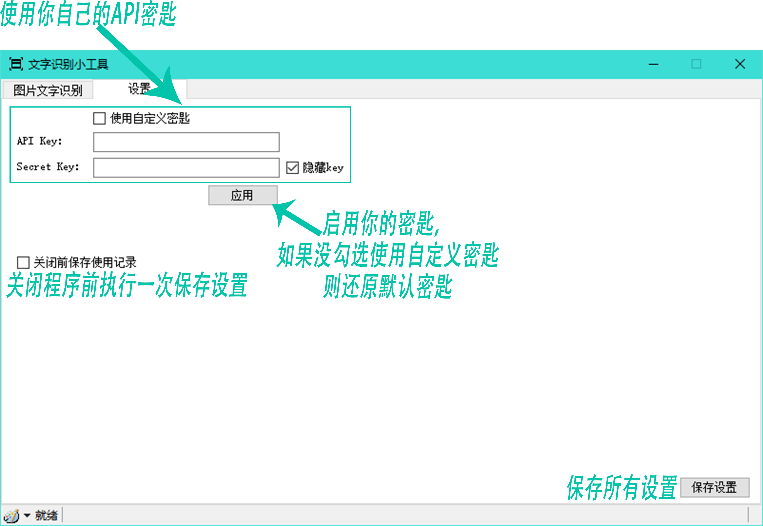 使用你自己的API密匙
文字识别小工具
图片文字识别
设置
使用自定义密匙
API Key:
Secret Key:
隐藏key
应用
启用你的密匙,
如果没勾选使用自定义密匙
则还原默认密匙
关闭前保存使用记录
关闭程序前执行一次保存设置
保存所有设置
保存设置
就绪